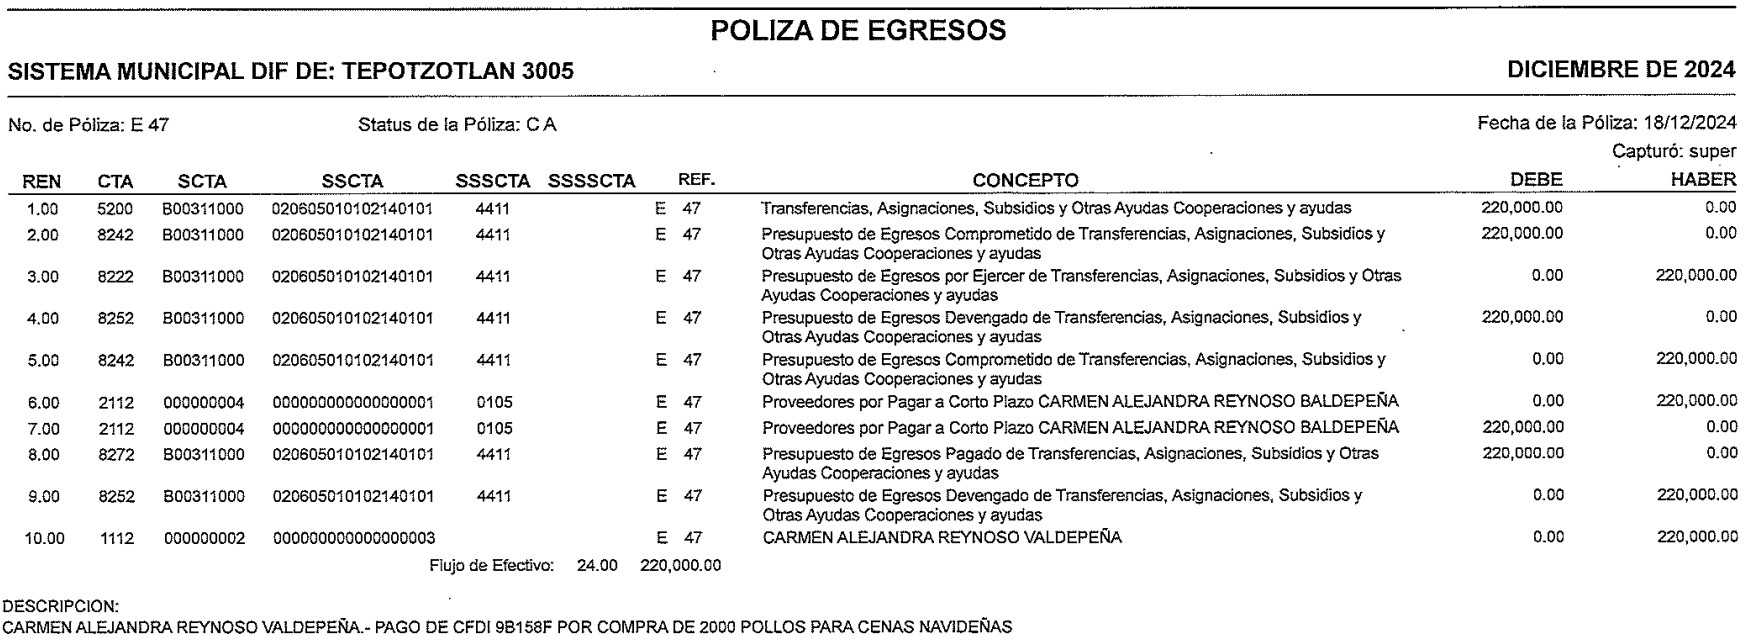 POLIZA DE EGRESOS
SISTEMA MUNICIPAL DIF DE: TEPOTZOTLAN 3005 DICIEMBRE DE 2024
No. de Póliza: E 47 Status de la Póliza: C A Fecha de la Póliza: 18/12/2024
Capturó: super
REN CTA SCTA SSCTA SSSCTA SSSSCTA REF. CONCEPTO DEBE HABER
1.00 5200 B00311000 020605010102140101 4411 E 47 Transferencias, Asignaciones, Subsidios y Otras Ayudas Cooperaciones y ayudas 220,000.00 0.00
2.00 8242 B00311000 020605010102140101 4411 E 47 Presupuesto de Egresos Comprometido de Transferencias, Asignaciones, Subsidios y 220,000.00 0.00
Otras Ayudas Cooperaciones y ayudas
3.00 8222 B00311000 020605010102140101 4411 E 47 Presupuesto de Egresos por Ejercer de Transferencias, Asignaciones, Subsidios y Otras 0.00 220,000.00
Ayudas Cooperaciones y ayudas
4.00 8252 B00311000 020605010102140101 4411 E 47 Presupuesto de Egresos Devengado de Transferencias, Asignaciones, Subsidios y 220,000.00 0.00
Otras Ayudas Cooperaciones y ayudas
5.00 8242 B00311000 020605010102140101 4411 E 47 Presupuesto de Egresos Comprometido de Transferencias, Asignaciones, Subsidios y 0.00 220,000.00
Otras Ayudas Cooperaciones y ayudas
6.00 2112 000000004 000000000000000001 0105 E 47 Proveedores por Pagar a Corto Plazo CARMEN ALEJANDRA REYNOSO BALDEPEÑA 0.00 220,000.00
7.00 2112 000000004 000000000000000001 0105 E 47 Proveedores por Pagar a Corto Plazo CARMEN ALEJANDRA REYNOSO BALDEPEÑA 220,000.00 0.00
8.00 8272 B00311000 020605010102140101 4411 E 47 Presupuesto de Egresos Pagado de Transferencias, Asignaciones, Subsidios y Otras 220,000.00 0.00
Ayudas Cooperaciones y ayudas
9.00 8252 B00311000 020605010102140101 4411 E 47 Presupuesto de Egresos Devengado de Transferencias, Asignaciones, Subsidios y 0.00 220,000.00
Otras Ayudas Cooperaciones y ayudas
10.00 1112 000000002 000000000000000003 E 47 CARMEN ALEJANDRA REYNOSO VALDEPEÑA 0.00 220,000.00
Flujo de Efectivo: 24.00 220,000.00
DESCRIPCION:
CARMEN ALEJANDRA REYNOSO VALDEPEÑA.- PAGO DE CFDI 9B158F POR COMPRA DE 2000 POLLOS PARA CENAS NAVIDEÑAS